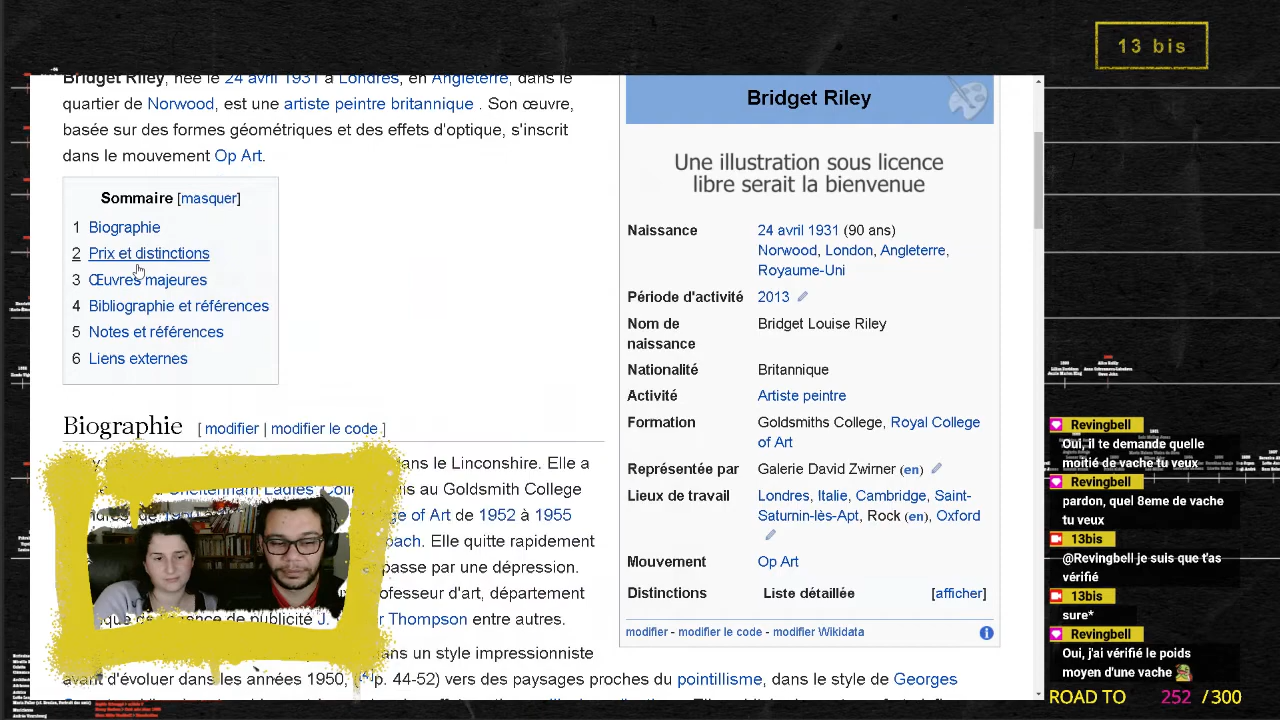 13 bis
Bridget Riley, née le 24 avril 1931 à Londres, en Angleterre, dans le
quartier de Norwood, est une artiste peintre britannique . Son œuvre,
basée sur des formes géométriques et des effets d'optique, s'inscrit
dans le mouvement Op Art.
Sommaire [masquer]
1 Biographie
2 Prix et distinctions
3 Œuvres majeures
4 Bibliographie et références
5 Notes et références
6 Liens externes
Biographie [ modifier | modifier le code ]
dans le Linconshire. Elle a
Cheltenham Ladies'
au Goldsmith College
of Art de 1952 à 1955
Elle quitte rapidement
passe par une dépression.
d'art, département
de publicité J. Thompson entre autres.
dans un style impressionniste
avant d'évoluer dans les années 1950, p. 44-52) vers des paysages proches du pointillisme, dans le style de Georges
Bridget Riley
Une illustration sous licence
libre serait la bienvenue
Naissance 24 avril 1931 (90 ans)
Norwood, London, Angleterre,
Royaume-Uni
Période d'activité 2013
Nom de
naissance Bridget Louise Riley
Nationalité Britannique
Activité Artiste peintre
Formation Goldsmiths College, Royal College
of Art
Représentée par Galerie David Zwirner (en)
Lieux de travail Londres, Italie, Cambridge, Saint-
Saturnin-lès-Apt, Rock (en), Oxford
Mouvement Op Art
Distinctions Liste détaillée [afficher]
modifier - modifier le code - modifier Wikidata
Revingbell
Oui, il te demande quelle
moitié de vache tu veux
Revingbell
pardon, quel 8eme de vache
tu veux
13bis
@Revingbell je suis que t'as
vérifié
13bis
sure*
Revingbell
Oui, j'ai vérifié le poids
moyen d'une vache
ROAD TO 252 /300